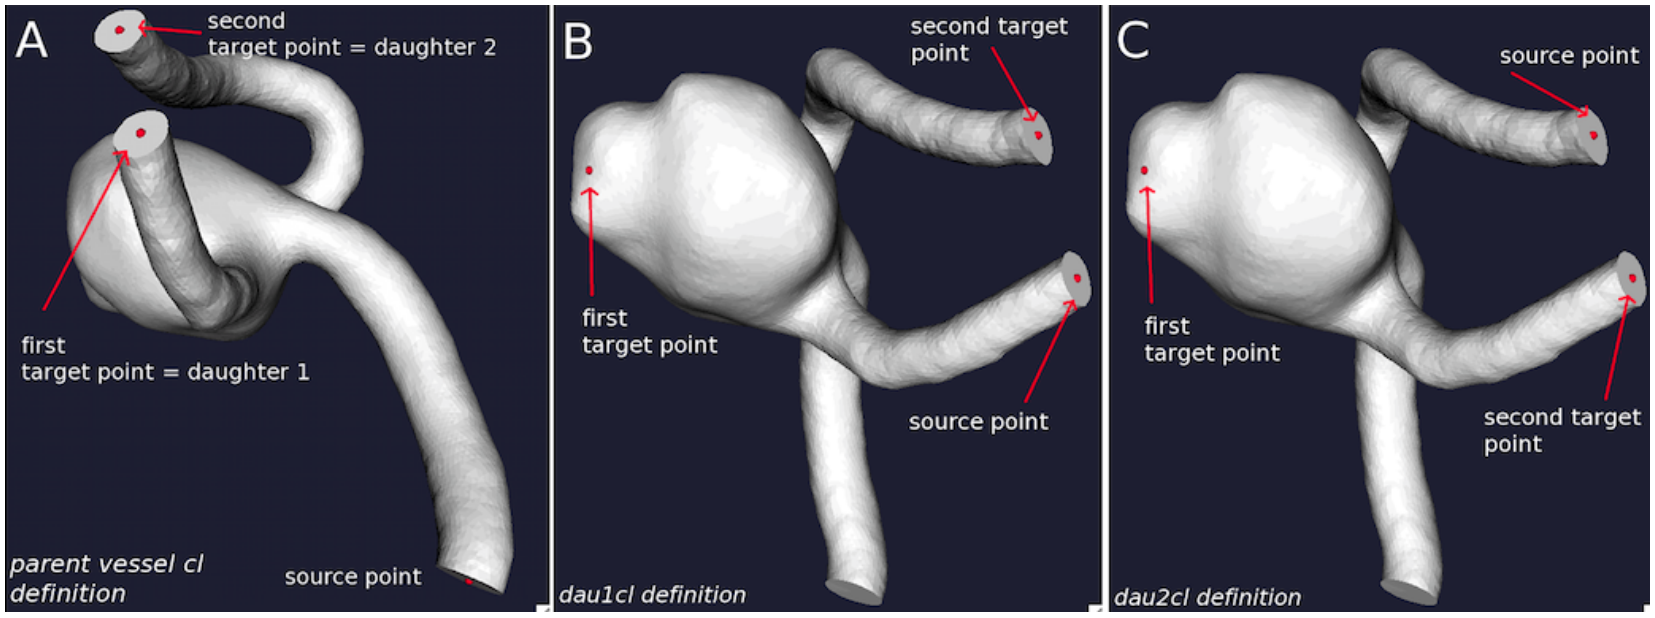 A
second
target point = daughter 2
first
target point = daughter 1
parent vessel cl
definition
source point
B
second target
point
first
target point
source point
dau1cl definition
C
source point
first
target point
second target
point
dau2cl definition